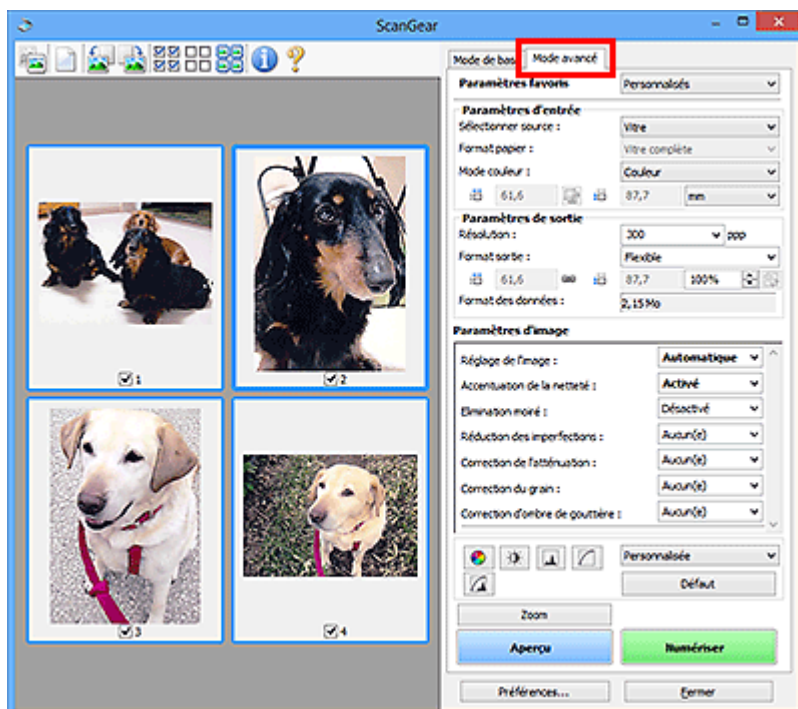 ScanGear
Mode de base Mode avancé
Paramètres favoris Personnalisés
Paramètres d'entrée
Sélectionner source : Vitre
Format papier : Vitre complète
Mode couleur : Couleur
61,6 87,7 mm
Paramètres de sortie
Résolution : 300 ppp
Format sortie : Flexible
61,6 87,7 100%
Format des données : 2,15 Mo
Paramètres d'image
Réglage de l'image : Automatique
Accentuation de la netteté : Activé
Elimination moiré : Désactivé
Réduction des imperfections : Aucun(e)
Correction de l'atténuation : Aucun(e)
Correction du grain : Aucun(e)
Correction d'ombre de gouttière : Aucun(e)
Personnalisée
Défaut
Zoom
Aperçu Numériser
Préférences... Fermer
1
2
3
4